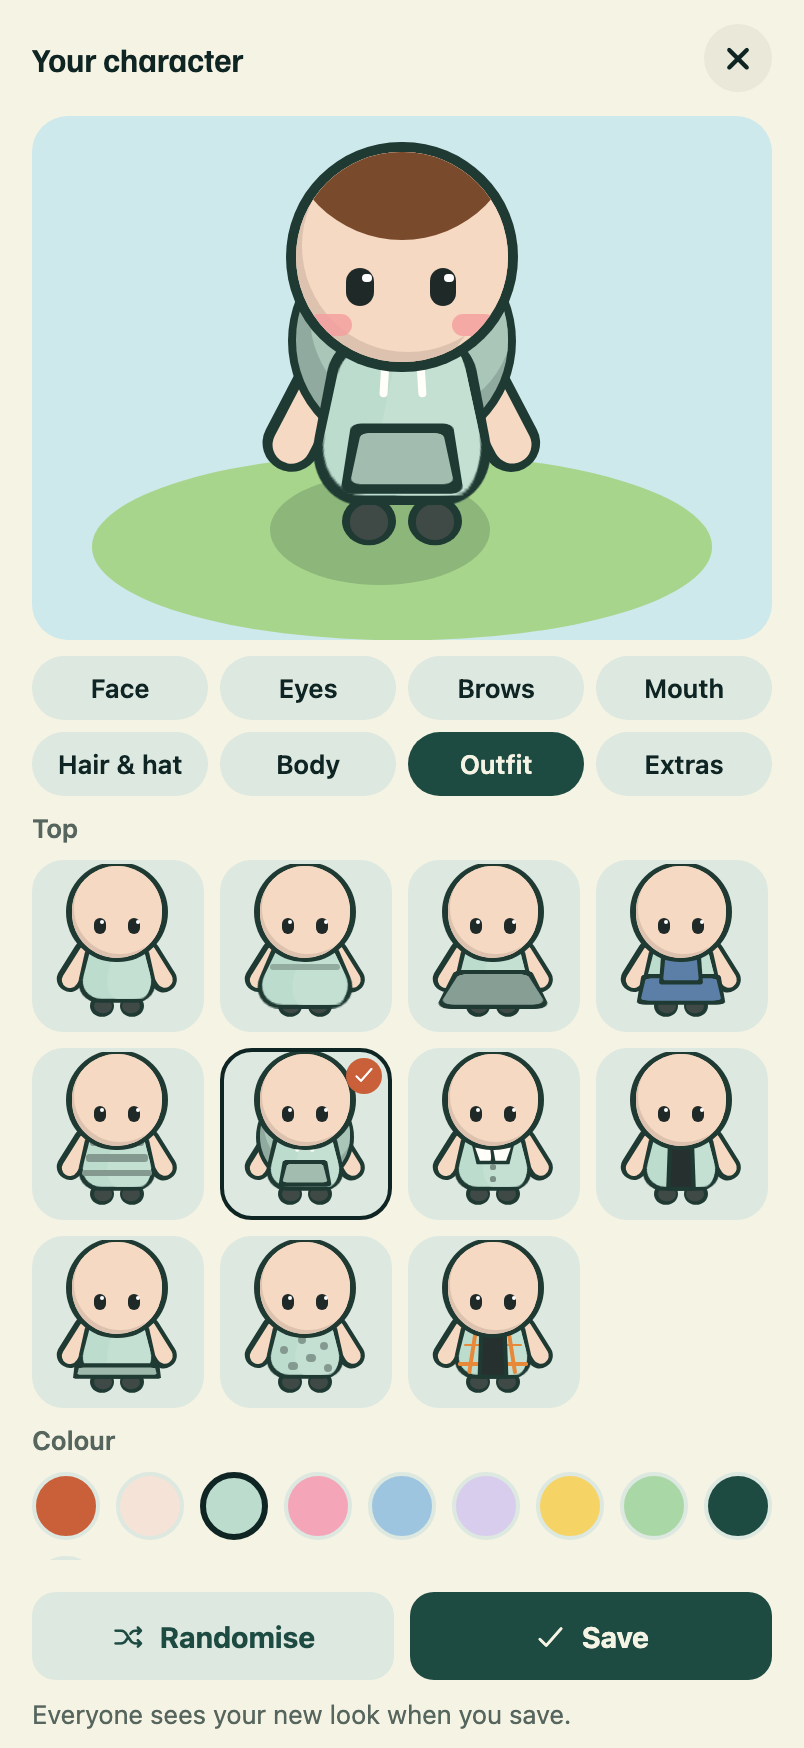 Your character
Face
Eyes
Brows
Mouth
Hair & hat
Body
Outfit
Extras
Top
Colour
Randomise
Save
Everyone sees your new look when you save.